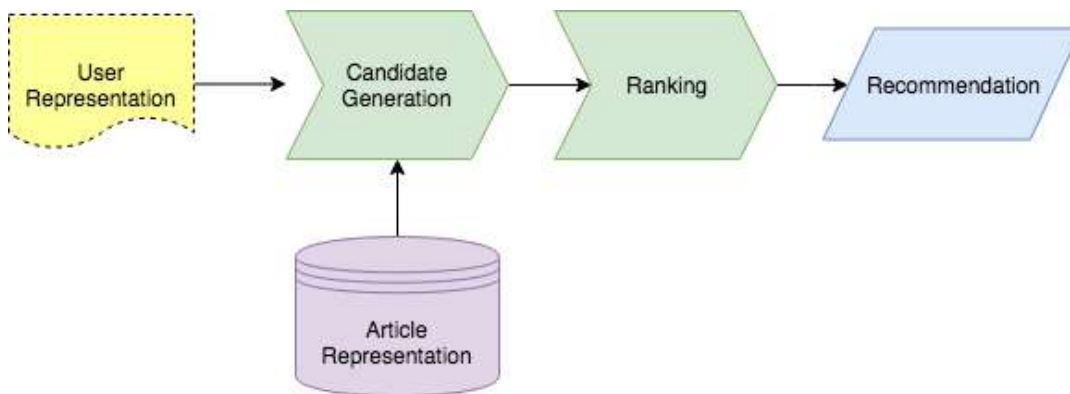 User
Representation
Candidate
Generation
Ranking
Recommendation
Article
Representation